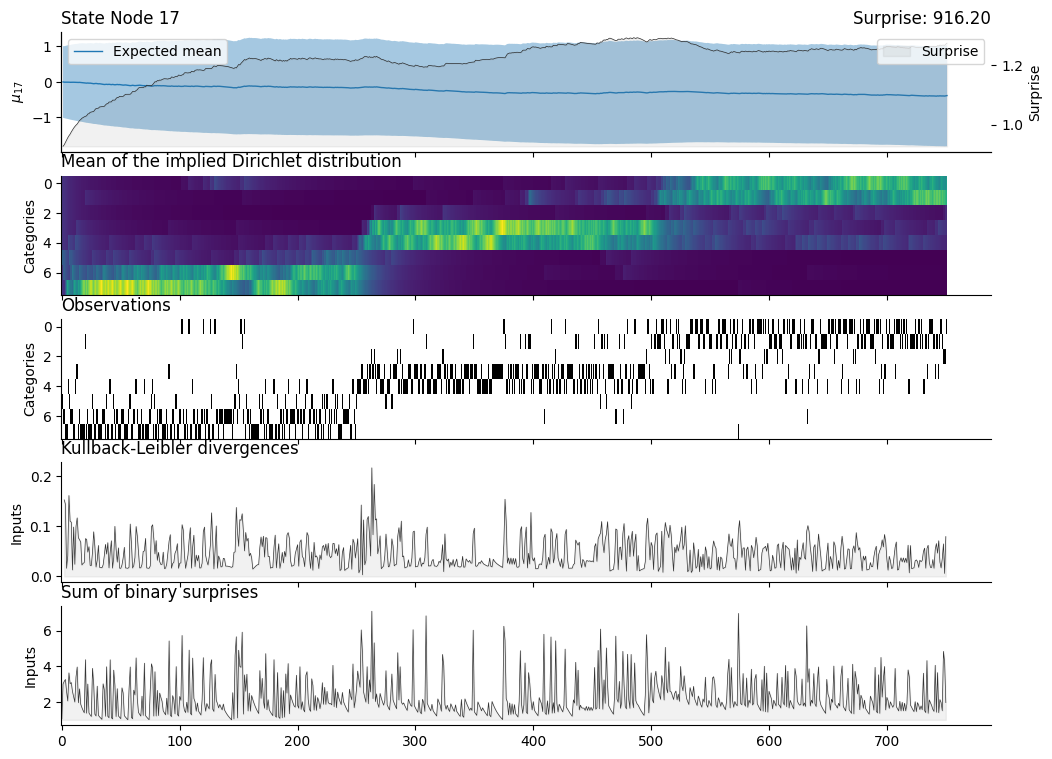 State Node 17
Surprise: 916.20
Expected mean
Surprise
1
0
−1
μ17
1.2
1.0
Surprise
Mean of the implied Dirichlet distribution
0
2
4
6
Categories
Observations
0
2
4
6
Categories
Kullback-Leibler divergences
0.2
0.1
0.0
Inputs
Sum of binary surprises
6
4
2
Inputs
0
100
200
300
400
500
600
700